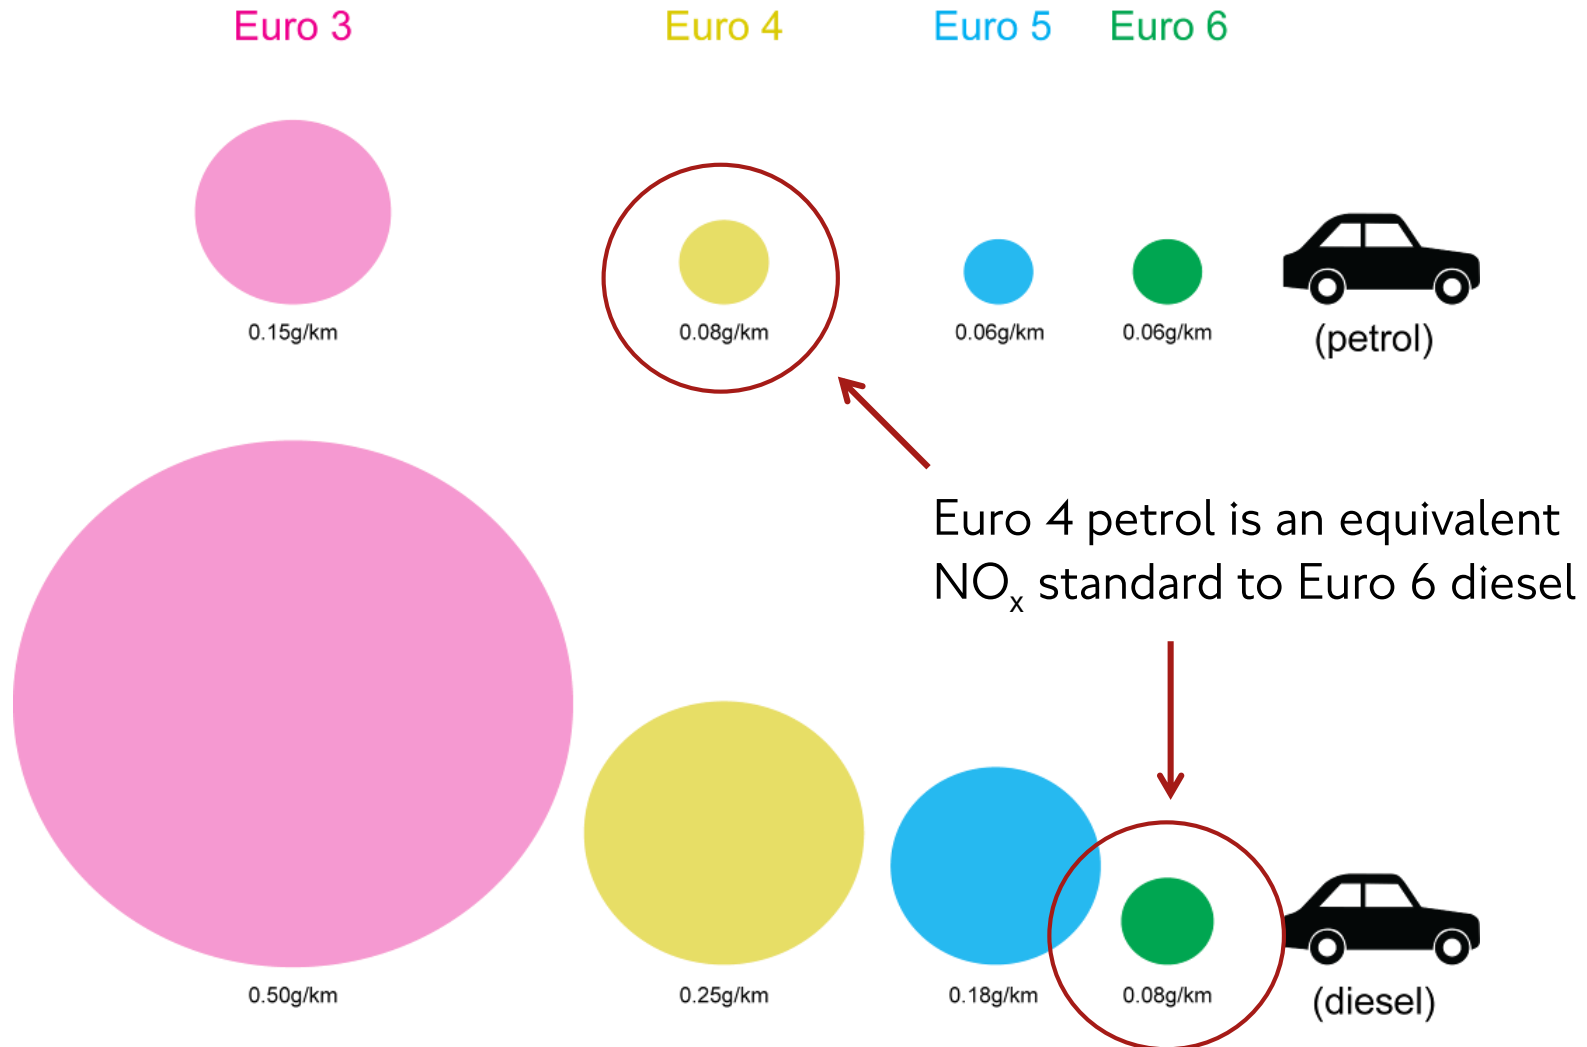 Euro 3 Euro 4 Euro 5 Euro 6
0.15g/km 0.08g/km 0.06g/km 0.06g/km
(petrol)
Euro 4 petrol is an equivalent
NOx standard to Euro 6 diesel
0.50g/km 0.25g/km 0.18g/km 0.08g/km
(diesel)